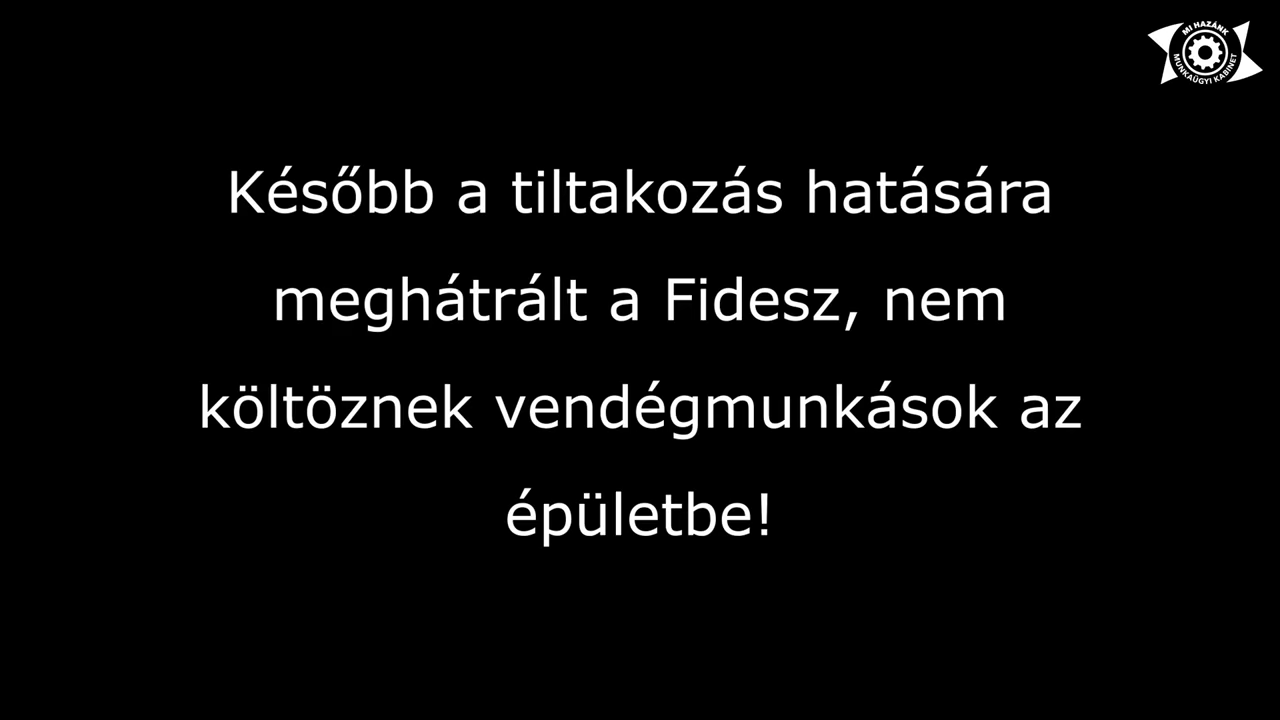 MI HAZÁNK
MUNKAÜGYI KABINET
Később a tiltakozás hatására
meghátrált a Fidesz, nem
költöznek vendégmunkások az
épületbe!